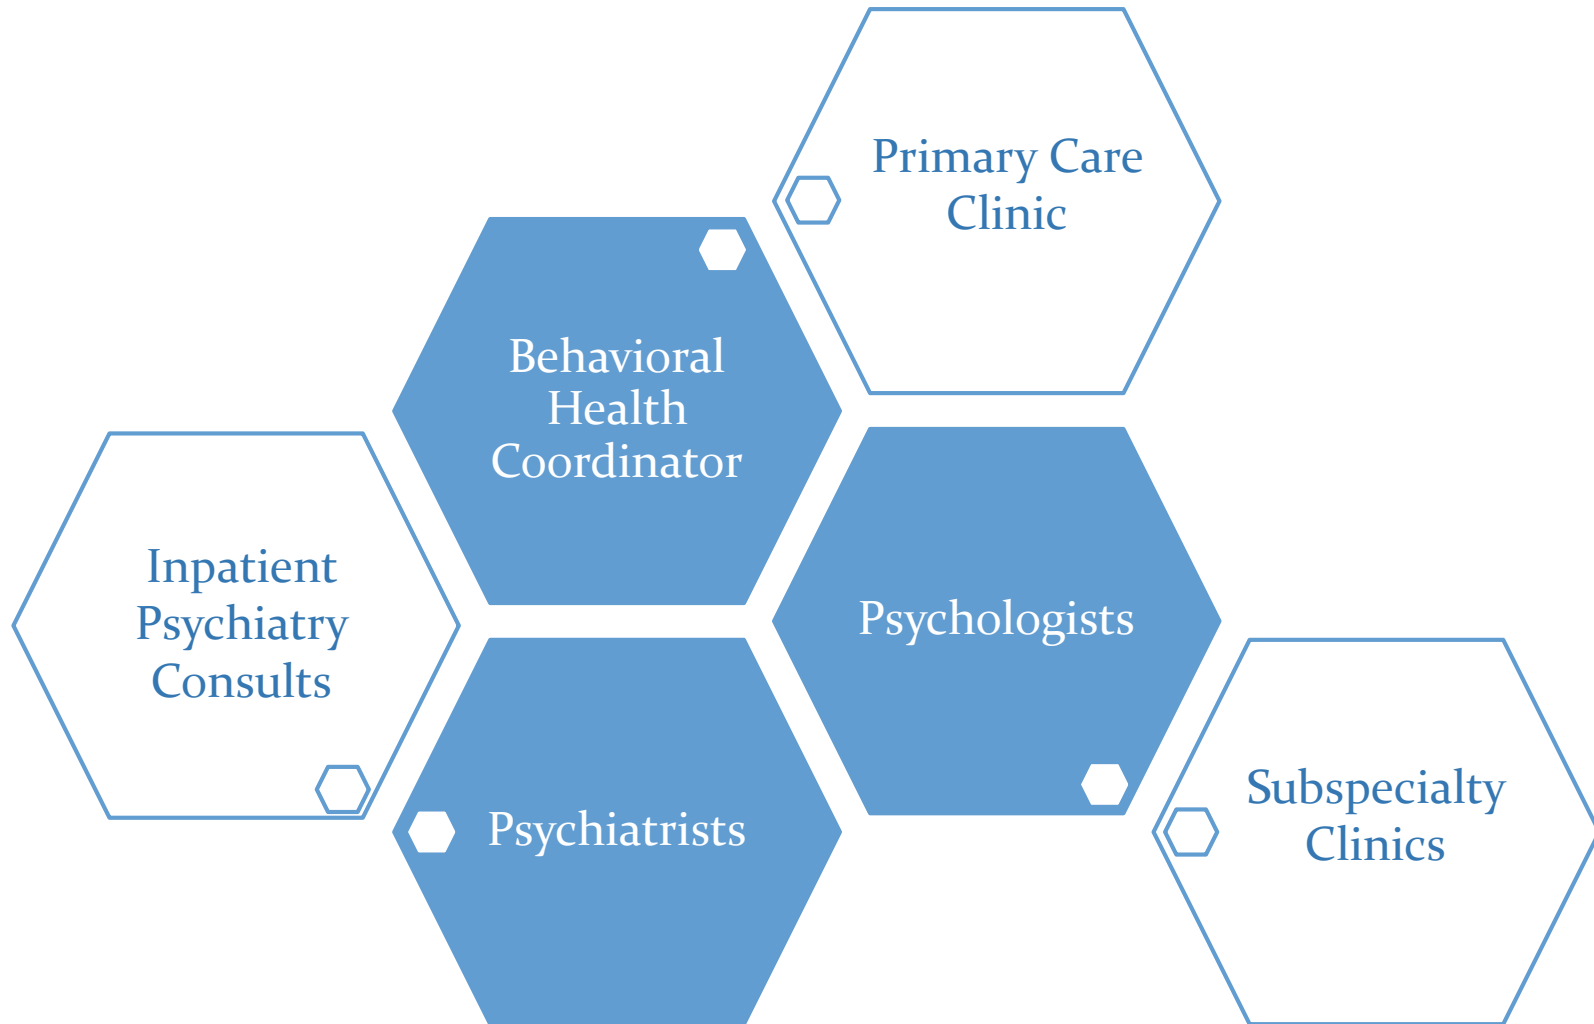 Primary Care
Clinic
Behavioral
Health
Coordinator
Inpatient
Psychiatry
Consults
Psychologists
Psychiatrists
Subspecialty
Clinics